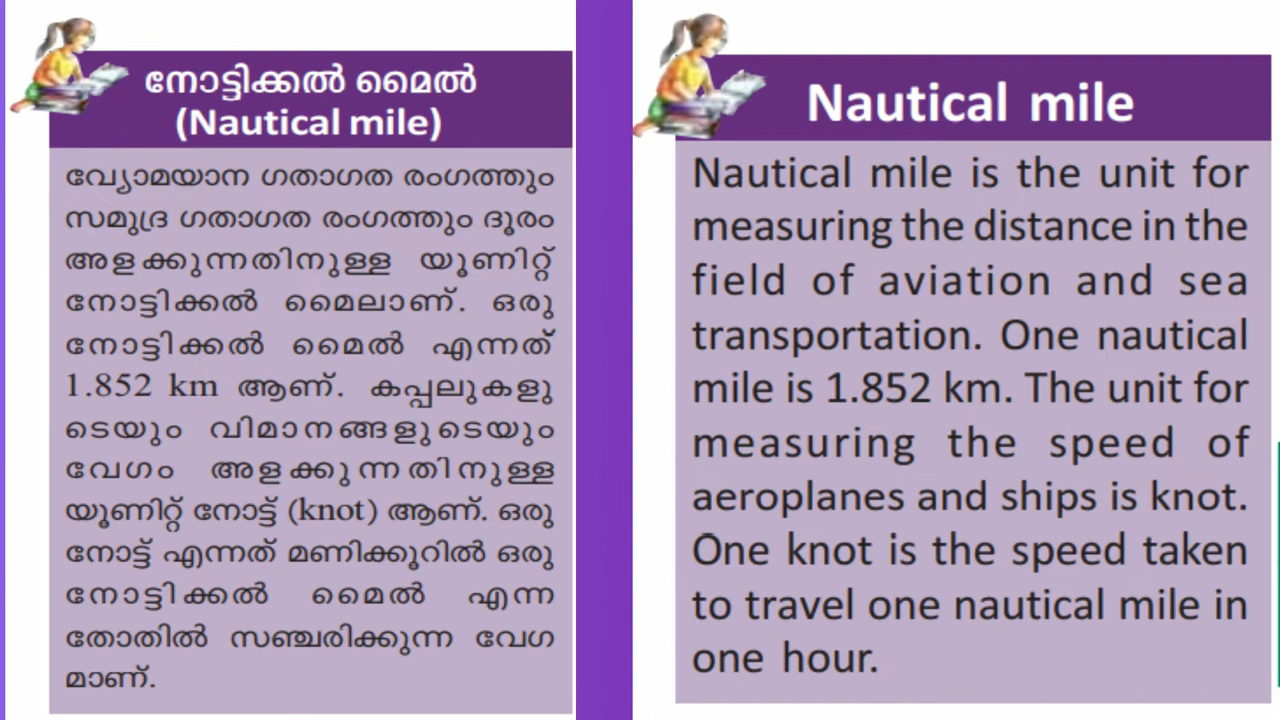 നോട്ടിക്കൽ മൈൽ
(Nautical mile)
വ്യോമയാന ഗതാഗത രംഗത്തും
സമുദ്ര ഗതാഗത രംഗത്തും ദൂരം
അളക്കുന്നതിനുള്ള യൂണിറ്റ്
നോട്ടിക്കൽ മൈലാണ്. ഒരു
നോട്ടിക്കൽ മൈൽ എന്നത്
1.852 km ആണ്. കപ്പലുകളു
ടെയും വിമാനങ്ങളുടെയും
വേഗം അളക്കുന്നതിനുള്ള
യൂണിറ്റ് നോട്ട് (knot) ആണ്. ഒരു
നോട്ട് എന്നത് മണിക്കൂറിൽ ഒരു
നോട്ടിക്കൽ മൈൽ എന്ന
തോതിൽ സഞ്ചരിക്കുന്ന വേഗ
മാണ്.
Nautical mile
Nautical mile is the unit for
measuring the distance in the
field of aviation and sea
transportation. One nautical
mile is 1.852 km. The unit for
measuring the speed of
aeroplanes and ships is knot.
One knot is the speed taken
to travel one nautical mile in
one hour.